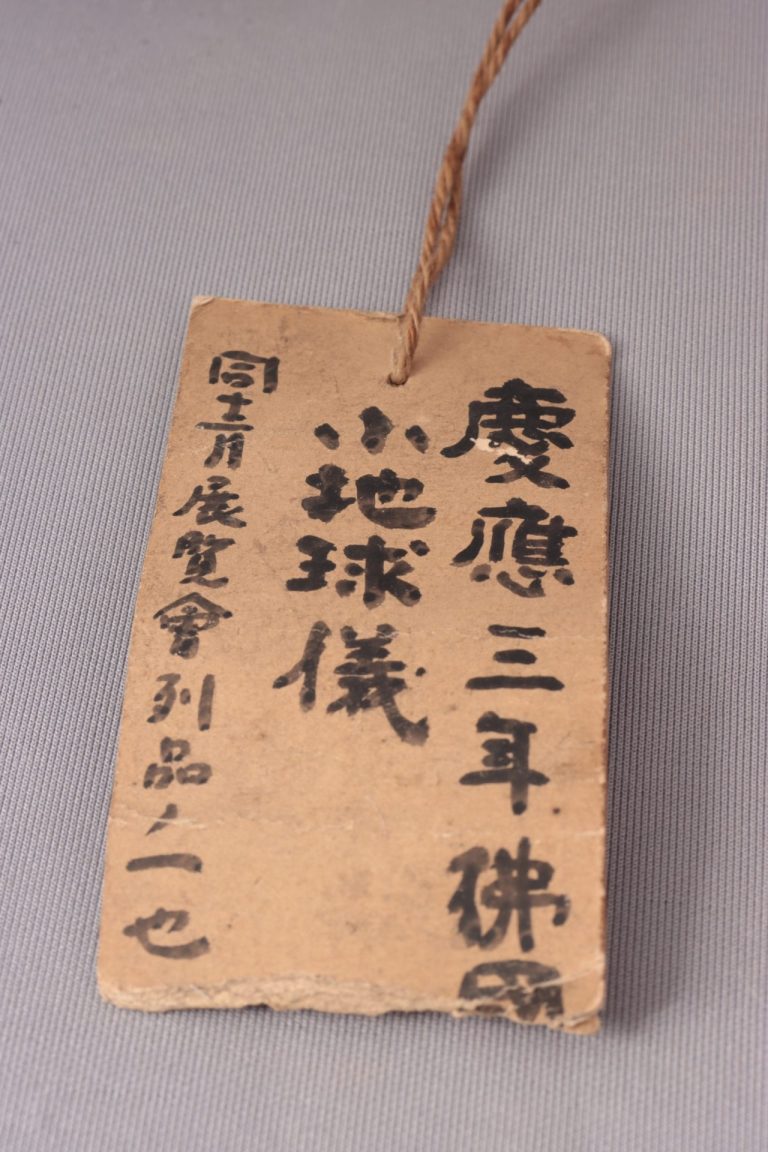 慶應三年佛國
小地球儀
同十二月展覧會列品ノ一也